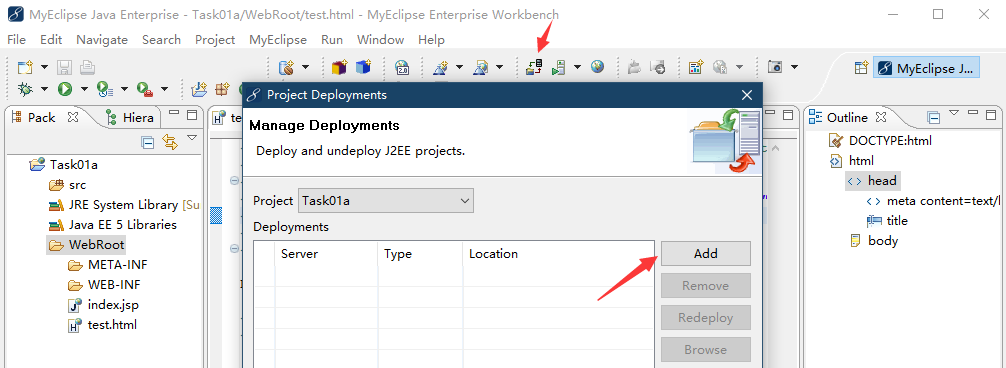 MyEclipse Java Enterprise - Task01a/WebRoot/test.html - MyEclipse Enterprise Workbench
File Edit Navigate Search Project MyEclipse Run Window Help
2.0
MyEclipse J...
Pack
Hiera
te
Project Deployments
Outline
Manage Deployments
Deploy and undeploy J2EE projects.
Task01a
src
JRE System Library [Su
Java EE 5 Libraries
WebRoot
META-INF
WEB-INF
index.jsp
test.html
Project Task01a
Deployments
Server Type Location
Add
Remove
Redeploy
Browse
DOCTYPE:html
html
head
meta content=text/l
title
body